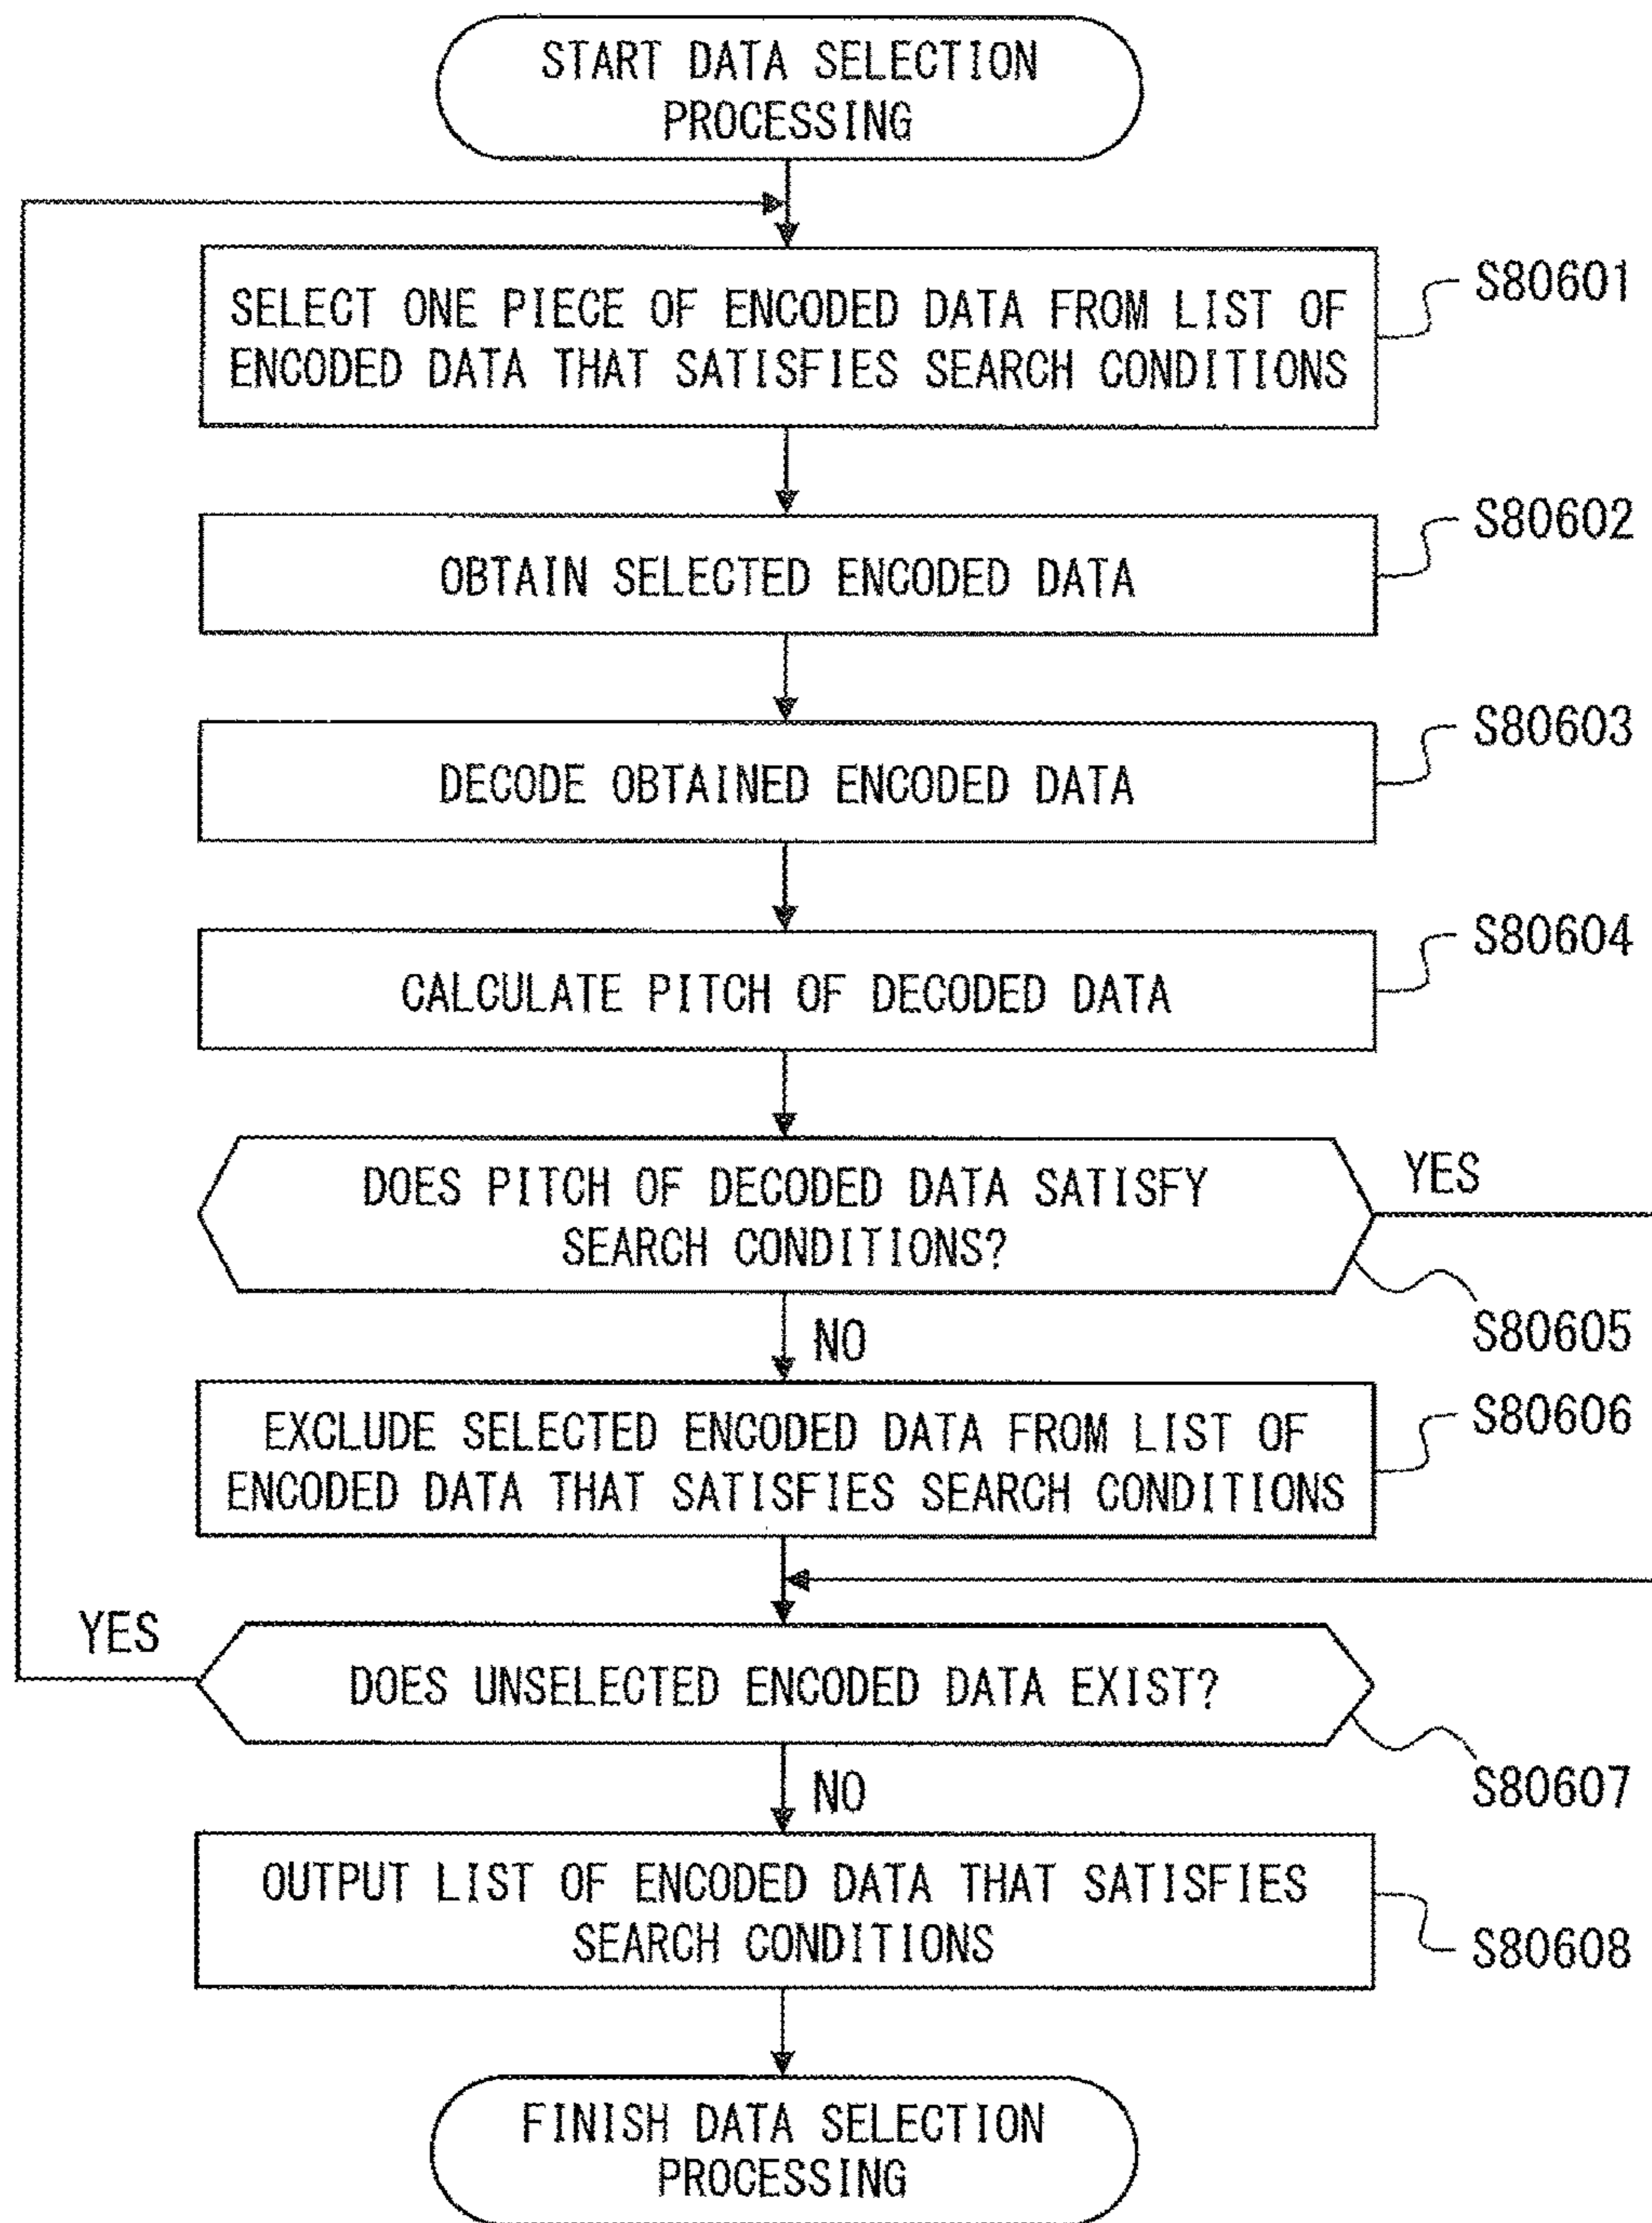 START DATA SELECTION
PROCESSING
SELECT ONE PIECE OF ENCODED DATA FROM LIST OF
ENCODED DATA THAT SATISFIES SEARCH CONDITIONS
S80601
OBTAIN SELECTED ENCODED DATA
S80602
DECODE OBTAINED ENCODED DATA
S80603
CALCULATE PITCH OF DECODED DATA
S80604
DOES PITCH OF DECODED DATA SATISFY
SEARCH CONDITIONS?
YES
S80605
NO
EXCLUDE SELECTED ENCODED DATA FROM LIST OF
ENCODED DATA THAT SATISFIES SEARCH CONDITIONS
S80606
YES
DOES UNSELECTED ENCODED DATA EXIST?
S80607
NO
OUTPUT LIST OF ENCODED DATA THAT SATISFIES
SEARCH CONDITIONS
S80608
FINISH DATA SELECTION
PROCESSING